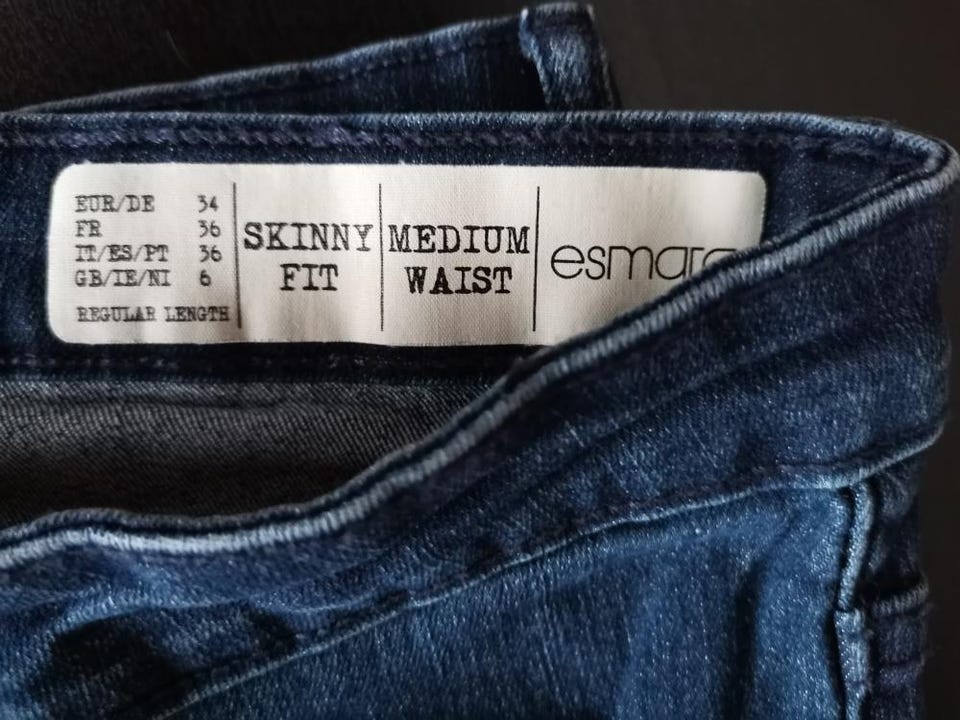 EUR/DE 34
FR 36
IT/ES/PT 36
GB/IE/NI 6
REGULAR LENGTH
SKINNY
FIT
MEDIUM
WAIST
esmara